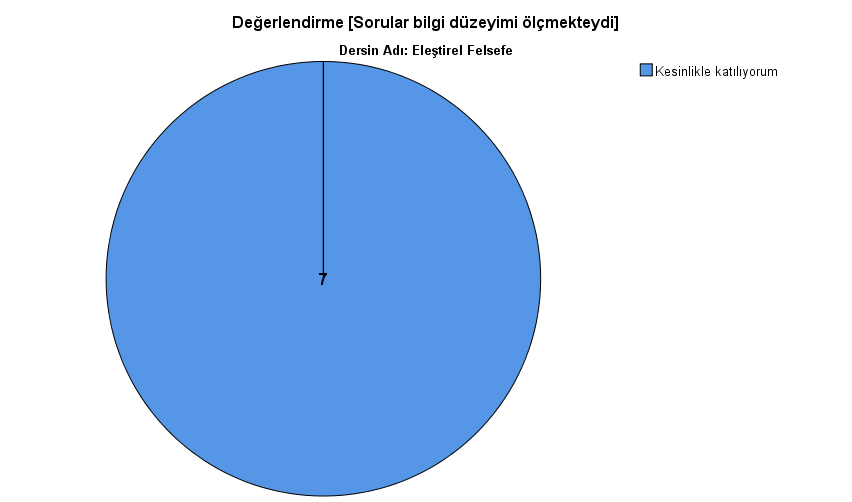 Değerlendirme [Sorular bilgi düzeyimi ölçmekteydi]
Dersin Adı: Eleştirel Felsefe
Kesinlikle katılıyorum
7